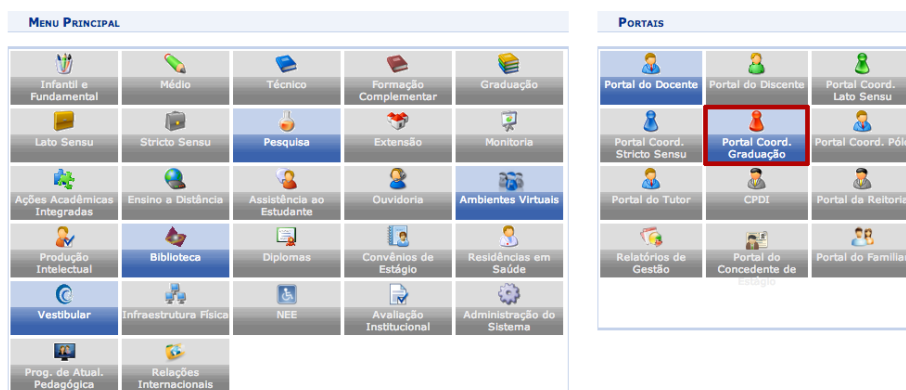 MENU PRINCIPAL
PORTAIS
Infantil e
Fundamental
Médio
Técnico
Formação
Complementar
Graduação
Lato Sensu
Stricto Sensu
Pesquisa
Extensão
Monitoria
Ações Acadêmicas
Integradas
Ensino a Distância
Assistência ao
Estudante
Ouvidoria
Ambientes Virtuais
Produção
Intelectual
Biblioteca
Diplomas
Convênios de
Estágio
Residências em
Saúde
Vestibular
Infraestrutura Física
NEE
Avaliação
Institucional
Administração do
Sistema
Prog. de Atual.
Pedagógica
Relações
Internacionais
Portal do Docente
Portal do Discente
Portal Coord.
Lato Sensu
Portal Coord.
Stricto Sensu
Portal Coord.
Graduação
Portal Coord. Pólo
Portal do Tutor
CPDI
Portal da Reitoria
Relatórios de
Gestão
Portal do
Concedente de
Estágio
Portal do Familiar